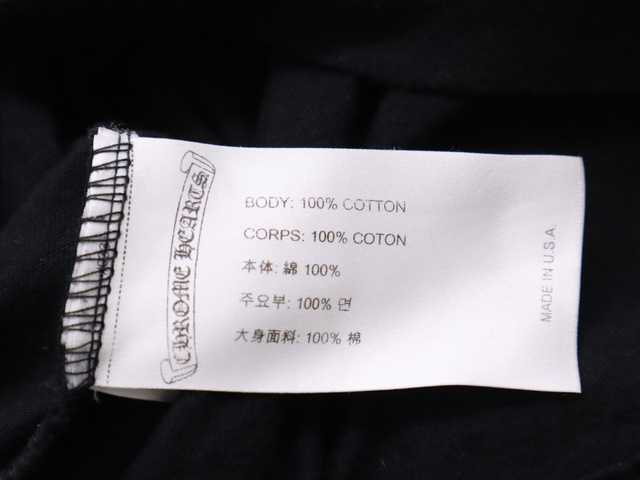 CHROME HEARTS
BODY: 100% COTTON
CORPS: 100% COTON
本体: 綿 100%
주요부: 100% 면
大身面料: 100% 棉
MADE IN U.S.A.